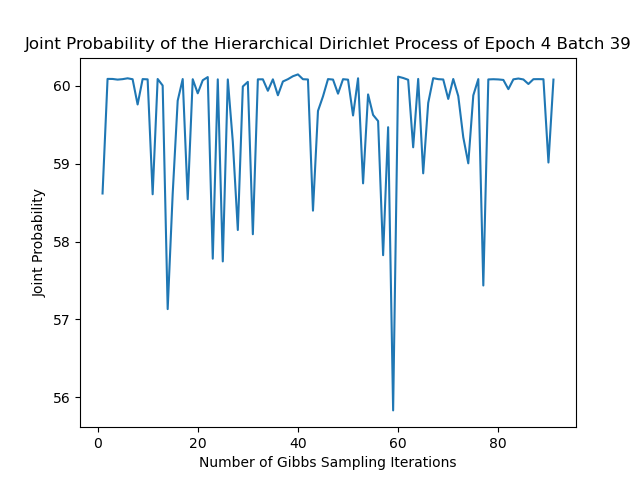 Joint Probability of the Hierarchical Dirichlet Process of Epoch 4 Batch 39
Joint Probability
60
59
58
57
56
0 20 40 60 80
Number of Gibbs Sampling Iterations